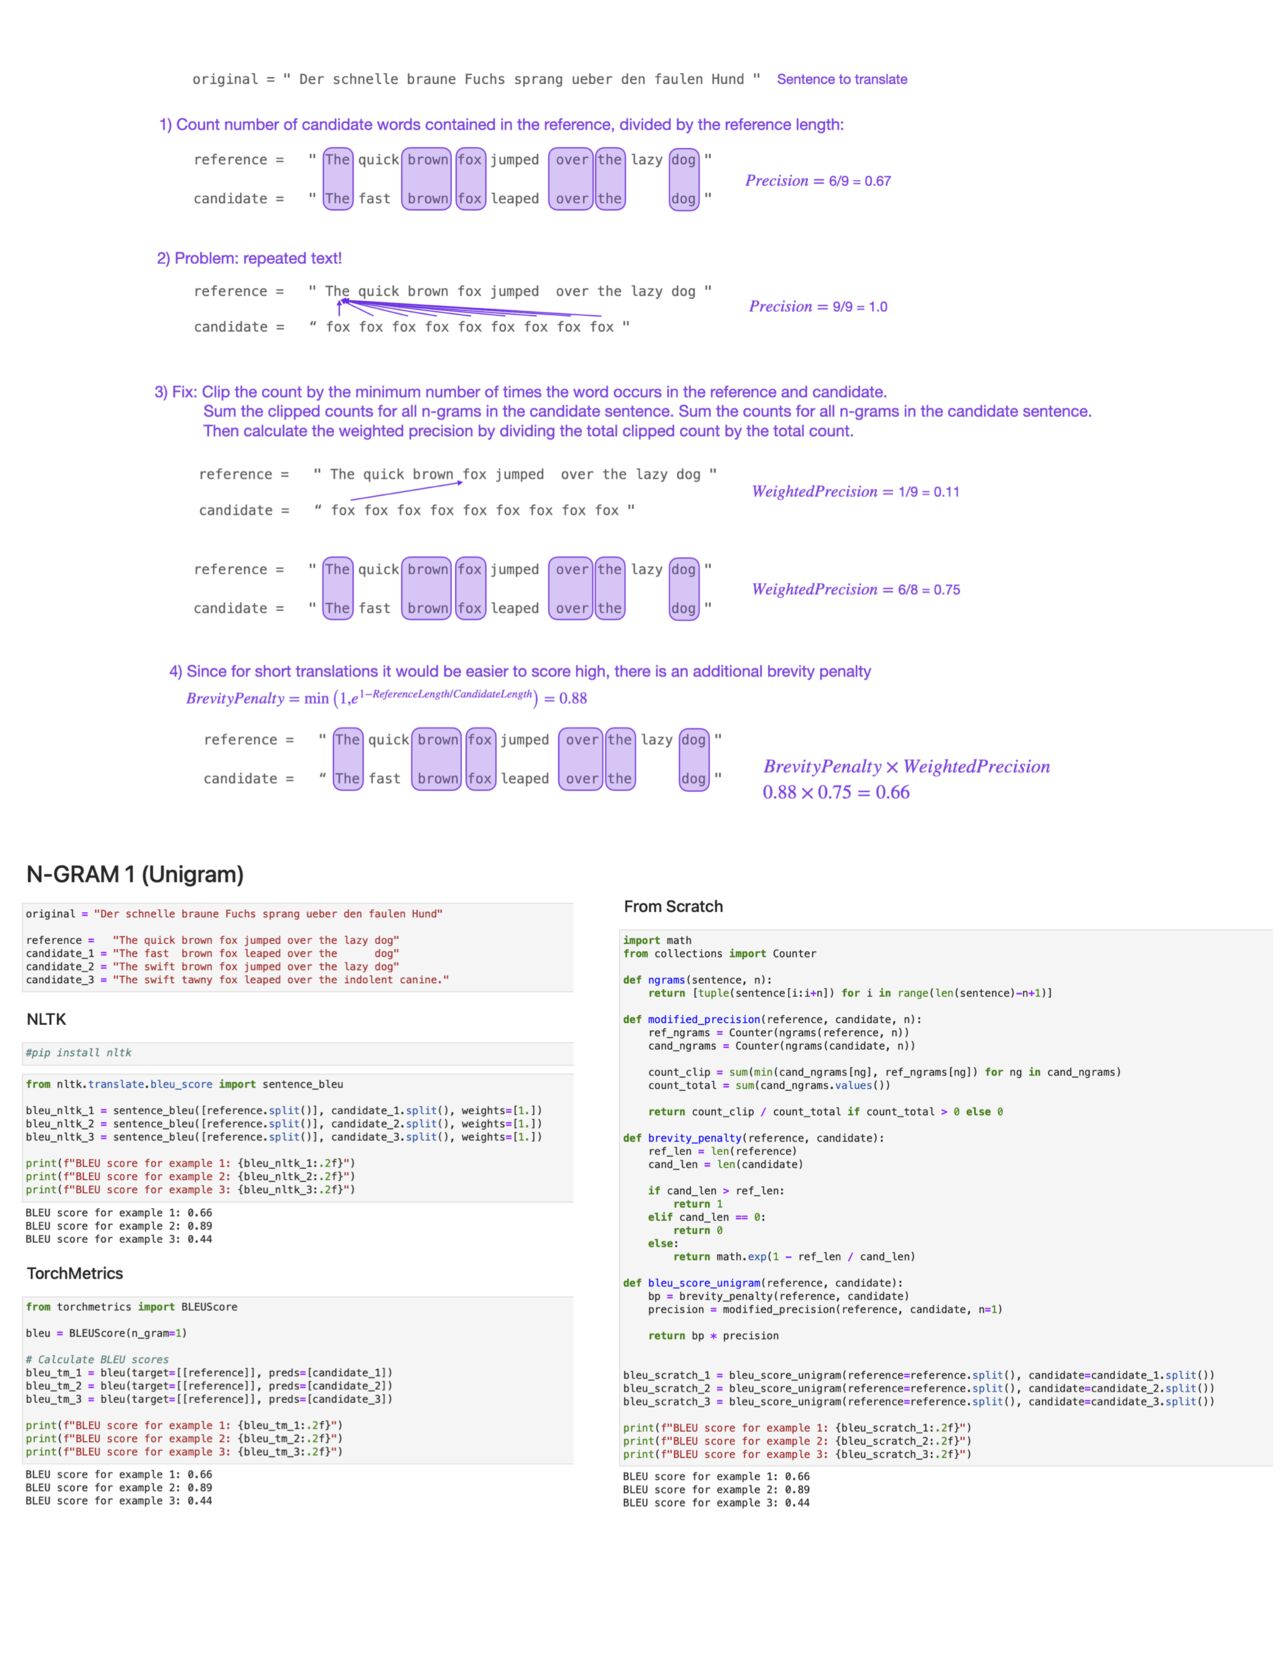 original = " Der schnelle braune Fuchs sprang ueber den faulen Hund " Sentence to translate
1) Count number of candidate words contained in the reference, divided by the reference length:
reference = " The quick brown fox jumped over the lazy dog "
Precision = 6/9 = 0.67
candidate = " The fast brown fox leaped over the dog "
2) Problem: repeated text!
reference = " The quick brown fox jumped over the lazy dog "
Precision = 9/9 = 1.0
candidate = “ fox fox fox fox fox fox fox fox fox "
3) Fix: Clip the count by the minimum number of times the word occurs in the reference and candidate.
Sum the clipped counts for all n-grams in the candidate sentence. Sum the counts for all n-grams in the candidate sentence.
Then calculate the weighted precision by dividing the total clipped count by the total count.
reference = " The quick brown fox jumped over the lazy dog "
WeightedPrecision = 1/9 = 0.11
candidate = “ fox fox fox fox fox fox fox fox fox "
reference = " The quick brown fox jumped over the lazy dog "
WeightedPrecision = 6/8 = 0.75
candidate = " The fast brown fox leaped over the dog "
4) Since for short translations it would be easier to score high, there is an additional brevity penalty
BrevityPenalty = min (1,e^{1−ReferenceLength/CandidateLength}) = 0.88
reference = " The quick brown fox jumped over the lazy dog "
candidate = “ The fast brown fox leaped over the dog "
BrevityPenalty × WeightedPrecision
0.88 × 0.75 = 0.66
N-GRAM 1 (Unigram)
original = "Der schnelle braune Fuchs sprang ueber den faulen Hund"
reference =   "The quick brown fox jumped over the lazy dog"
candidate_1 = "The fast  brown fox leaped over the      dog"
candidate_2 = "The swift brown fox jumped over the lazy dog"
candidate_3 = "The swift tawny fox leaped over the indolent canine."
NLTK
#pip install nltk
from nltk.translate.bleu_score import sentence_bleu
bleu_nltk_1 = sentence_bleu([reference.split()], candidate_1.split(), weights=[1.])
bleu_nltk_2 = sentence_bleu([reference.split()], candidate_2.split(), weights=[1.])
bleu_nltk_3 = sentence_bleu([reference.split()], candidate_3.split(), weights=[1.])
print(f"BLEU score for example 1: {bleu_nltk_1:.2f}")
print(f"BLEU score for example 2: {bleu_nltk_2:.2f}")
print(f"BLEU score for example 3: {bleu_nltk_3:.2f}")
BLEU score for example 1: 0.66
BLEU score for example 2: 0.89
BLEU score for example 3: 0.44
TorchMetrics
from torchmetrics import BLEUScore
bleu = BLEUScore(n_gram=1)
# Calculate BLEU scores
bleu_tm_1 = bleu(target=[[reference]], preds=[candidate_1])
bleu_tm_2 = bleu(target=[[reference]], preds=[candidate_2])
bleu_tm_3 = bleu(target=[[reference]], preds=[candidate_3])
print(f"BLEU score for example 1: {bleu_tm_1:.2f}")
print(f"BLEU score for example 2: {bleu_tm_2:.2f}")
print(f"BLEU score for example 3: {bleu_tm_3:.2f}")
BLEU score for example 1: 0.66
BLEU score for example 2: 0.89
BLEU score for example 3: 0.44
From Scratch
import math
from collections import Counter
def ngrams(sentence, n):
    return [tuple(sentence[i:i+n]) for i in range(len(sentence)-n+1)]
def modified_precision(reference, candidate, n):
    ref_ngrams = Counter(ngrams(reference, n))
    cand_ngrams = Counter(ngrams(candidate, n))
    count_clip = sum(min(cand_ngrams[ng], ref_ngrams[ng]) for ng in cand_ngrams)
    count_total = sum(cand_ngrams.values())
    return count_clip / count_total if count_total > 0 else 0
def brevity_penalty(reference, candidate):
    ref_len = len(reference)
    cand_len = len(candidate)
    if cand_len > ref_len:
        return 1
    elif cand_len == 0:
        return 0
    else:
        return math.exp(1 - ref_len / cand_len)
def bleu_score_unigram(reference, candidate):
    bp = brevity_penalty(reference, candidate)
    precision = modified_precision(reference, candidate, n=1)
    return bp * precision
bleu_scratch_1 = bleu_score_unigram(reference=reference.split(), candidate=candidate_1.split())
bleu_scratch_2 = bleu_score_unigram(reference=reference.split(), candidate=candidate_2.split())
bleu_scratch_3 = bleu_score_unigram(reference=reference.split(), candidate=candidate_3.split())
print(f"BLEU score for example 1: {bleu_scratch_1:.2f}")
print(f"BLEU score for example 2: {bleu_scratch_2:.2f}")
print(f"BLEU score for example 3: {bleu_scratch_3:.2f}")
BLEU score for example 1: 0.66
BLEU score for example 2: 0.89
BLEU score for example 3: 0.44